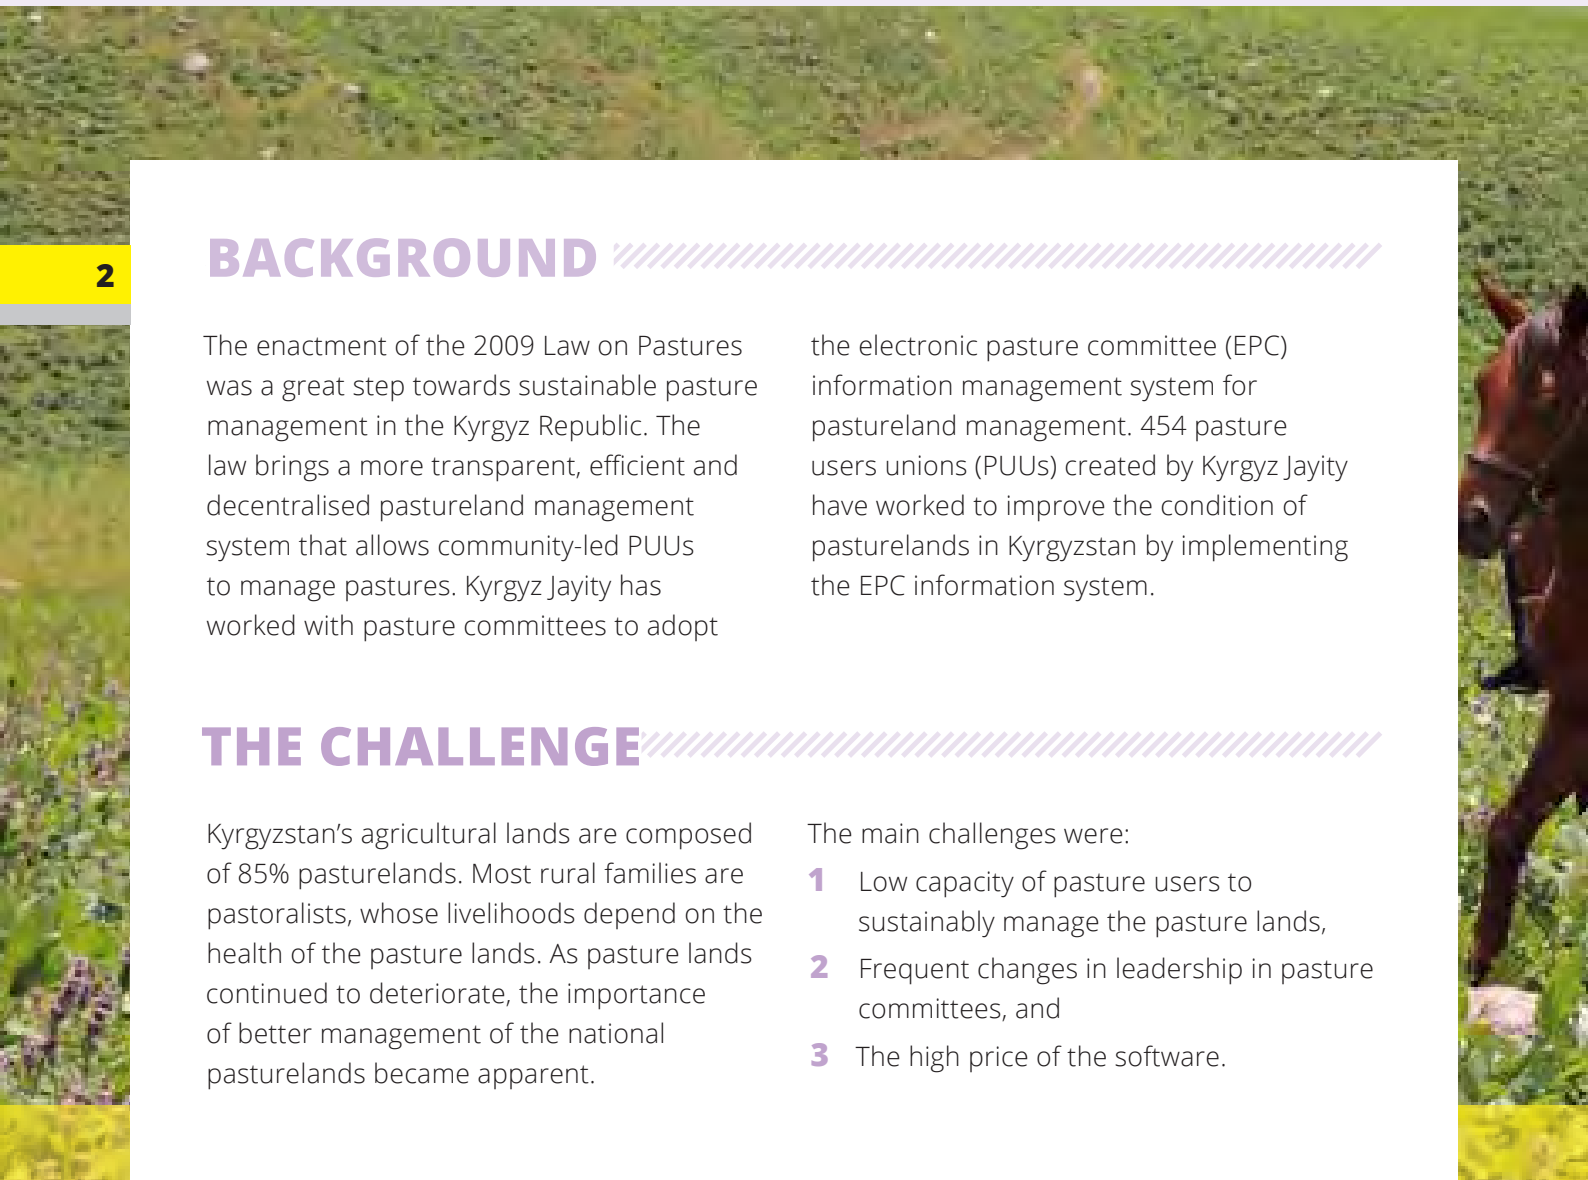 2
BACKGROUND
The enactment of the 2009 Law on Pastures
was a great step towards sustainable pasture
management in the Kyrgyz Republic. The
law brings a more transparent, efficient and
decentralised pastureland management
system that allows community-led PUUs
to manage pastures. Kyrgyz Jayity has
worked with pasture committees to adopt
the electronic pasture committee (EPC)
information management system for
pastureland management. 454 pasture
users unions (PUUs) created by Kyrgyz Jayity
have worked to improve the condition of
pasturelands in Kyrgyzstan by implementing
the EPC information system.
THE CHALLENGE
Kyrgyzstan’s agricultural lands are composed
of 85% pasturelands. Most rural families are
pastoralists, whose livelihoods depend on the
health of the pasture lands. As pasture lands
continued to deteriorate, the importance
of better management of the national
pasturelands became apparent.
The main challenges were:
1 Low capacity of pasture users to
sustainably manage the pasture lands,
2 Frequent changes in leadership in pasture
committees, and
3 The high price of the software.